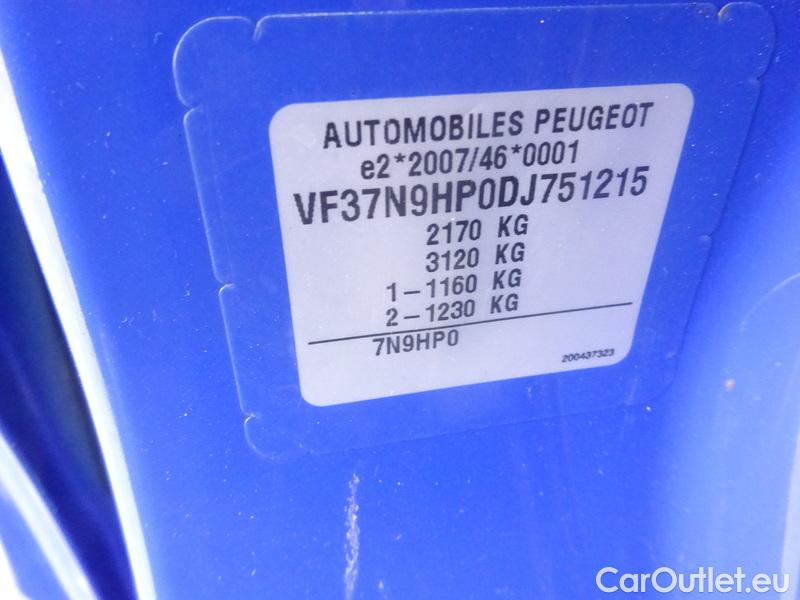 AUTOMOBILES PEUGEOT
e2*2007/46*0001
VF37N9HP0DJ751215
2170 KG
3120 KG
1-1160 KG
2-1230 KG
7N9HP0
200437323
CarOutlet.eu